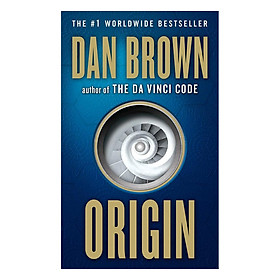 THE #1 WORLDWIDE BESTSELLER
DAN BROWN
author of THE DA VINCI CODE
ORIGIN